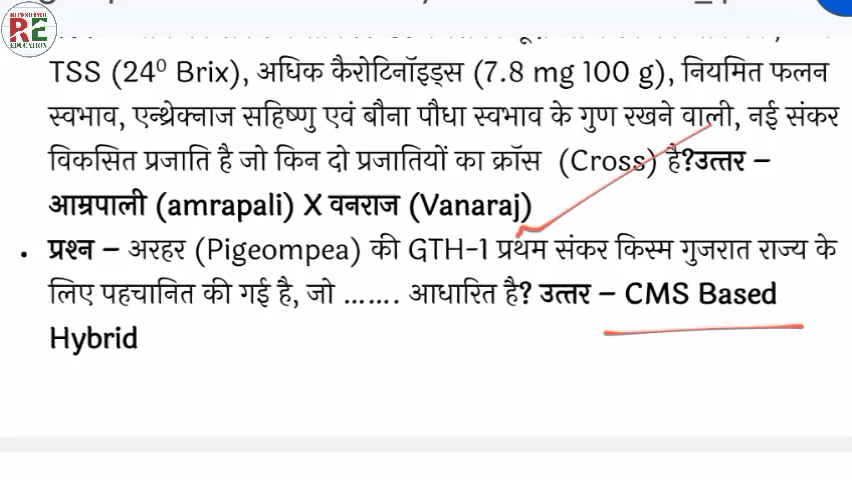 RE
EDUCATION
TSS (24⁰ Brix), अधिक कैरोटिनॉइड्स (7.8 mg 100 g), नियमित फलन
स्वभाव, एन्थ्रेक्नाज सहिष्णु एवं बौना पौधा स्वभाव के गुण रखने वाली, नई संकर
विकसित प्रजाति है जो किन दो प्रजातियों का क्रॉस (Cross) है?उत्तर –
आम्रपाली (amrapali) X वनराज (Vanaraj)
• प्रश्न – अरहर (Pigeompea) की GTH-1 प्रथम संकर किस्म गुजरात राज्य के
लिए पहचानित की गई है, जो ……. आधारित है? उत्तर – CMS Based
Hybrid